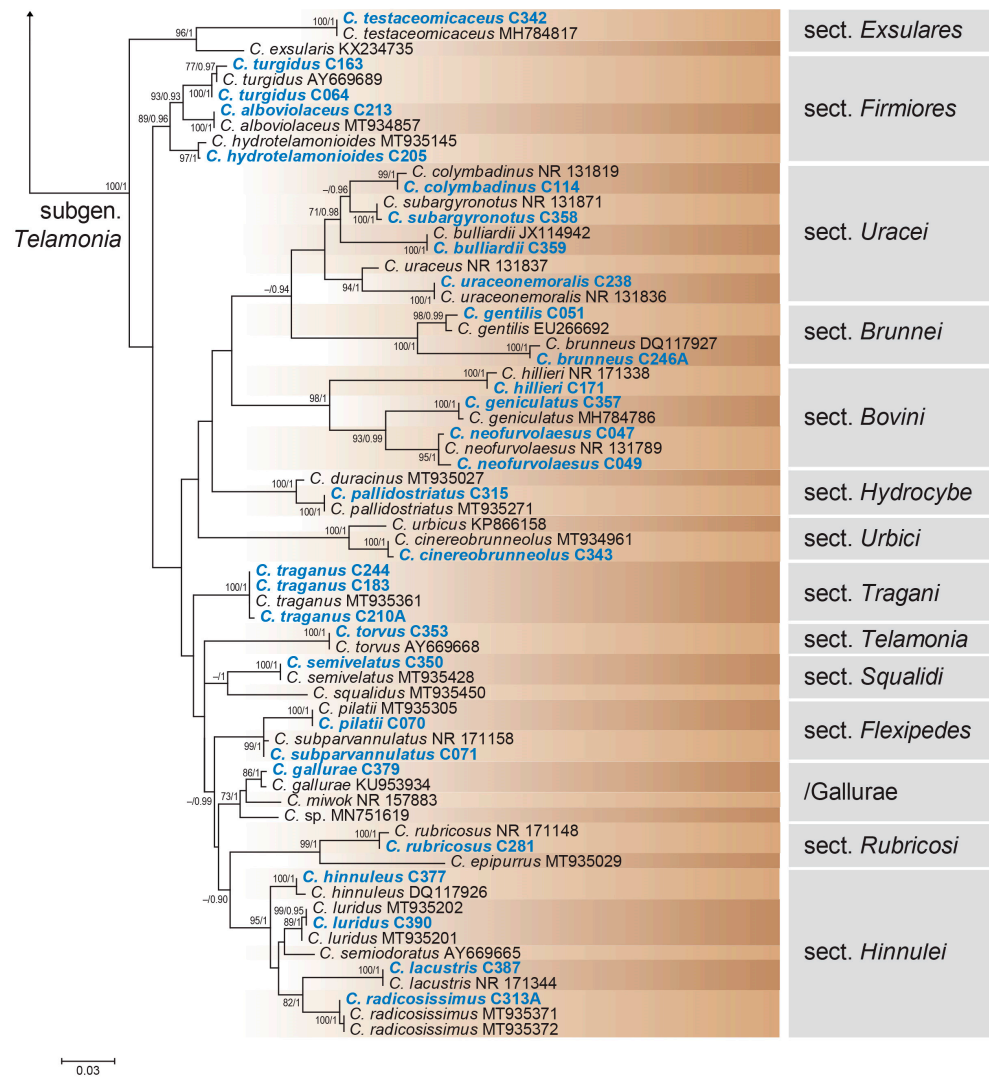 100/1
C. testaceomicaceus C342
C. testaceomicaceus MH784817
96/1
C. exsularis KX234735
sect. Exsulares
77/0.97
C. turgidus C163
C. turgidus AY669689
93/0.93
100/1
C. turgidus C064
89/0.96
C. alboviolaceus C213
100/1
C. alboviolaceus MT934857
C. hydrotelamonioides MT935145
97/1
C. hydrotelamonioides C205
sect. Firmiores
100/1
subgen.
Telamonia
99/1
C. colymbadinus NR 131819
–/0.96
C. colymbadinus C114
C. subargyronotus NR 131871
71/0.98
100/1
C. subargyronotus C358
C. bulliardii JX114942
100/1
C. bulliardii C359
C. uraceus NR 131837
94/1
C. uraceonemoralis C238
100/1
C. uraceonemoralis NR 131836
sect. Uracei
–/0.94
98/0.99
C. gentilis C051
C. gentilis EU266692
100/1
100/1
C. brunneus DQ117927
C. brunneus C246A
sect. Brunnei
100/1
C. hillieri NR 171338
C. hillieri C171
98/1
100/1
C. geniculatus C357
C. geniculatus MH784786
93/0.99
C. neofurvolaesus C047
C. neofurvolaesus NR 131789
95/1
C. neofurvolaesus C049
sect. Bovini
C. duracinus MT935027
100/1
C. pallidostriatus C315
100/1
C. pallidostriatus MT935271
sect. Hydrocybe
C. urbicus KP866158
100/1
C. cinereobrunneolus MT934961
100/1
C. cinereobrunneolus C343
sect. Urbici
C. traganus C244
100/1
C. traganus C183
C. traganus MT935361
C. traganus C210A
sect. Tragani
100/1
C. torvus C353
C. torvus AY669668
sect. Telamonia
100/1
C. semivelatus C350
C. semivelatus MT935428
–/1
C. squalidus MT935450
sect. Squalidi
C. pilatii MT935305
100/1
C. pilatii C070
C. subparvannulatus NR 171158
99/1
C. subparvannulatus C071
sect. Flexipedes
C. gallurae C379
86/1
C. gallurae KU953934
–/0.99
73/1
C. miwok NR 157883
C. sp. MN751619
/Gallurae
C. rubricosus NR 171148
100/1
C. rubricosus C281
99/1
C. epipurrus MT935029
sect. Rubricosi
–/0.90
100/1
C. hinnuleus C377
C. hinnuleus DQ117926
99/0.95
C. luridus MT935202
95/1
89/1
C. luridus C390
C. luridus MT935201
C. semiodoratus AY669665
100/1
C. lacustris C387
C. lacustris NR 171344
82/1
C. radicosissimus C313A
100/1
C. radicosissimus MT935371
C. radicosissimus MT935372
sect. Hinnulei
0.03